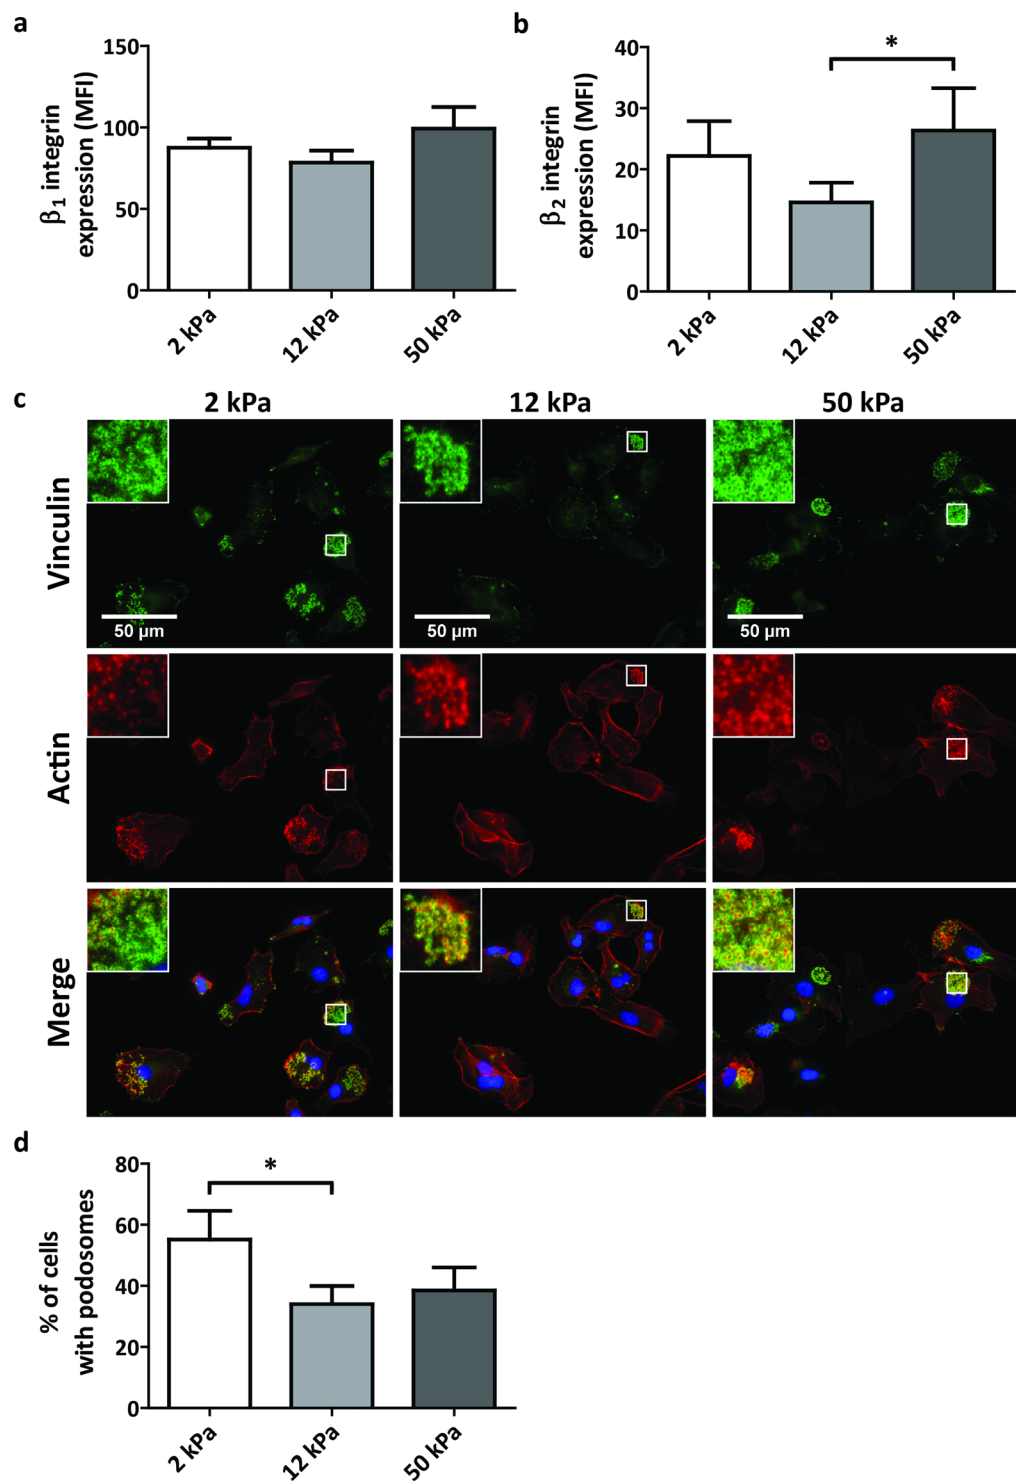 a
β1 integrin
expression (MFI)
150
100
50
0
2 kPa
12 kPa
50 kPa
b
β2 integrin
expression (MFI)
40
30
20
10
0
*
2 kPa
12 kPa
50 kPa
c
2 kPa 12 kPa 50 kPa
Vinculin
50 µm 50 µm 50 µm
Actin
Merge
d
% of cells
with podosomes
80
60
40
20
0
*
2 kPa
12 kPa
50 kPa